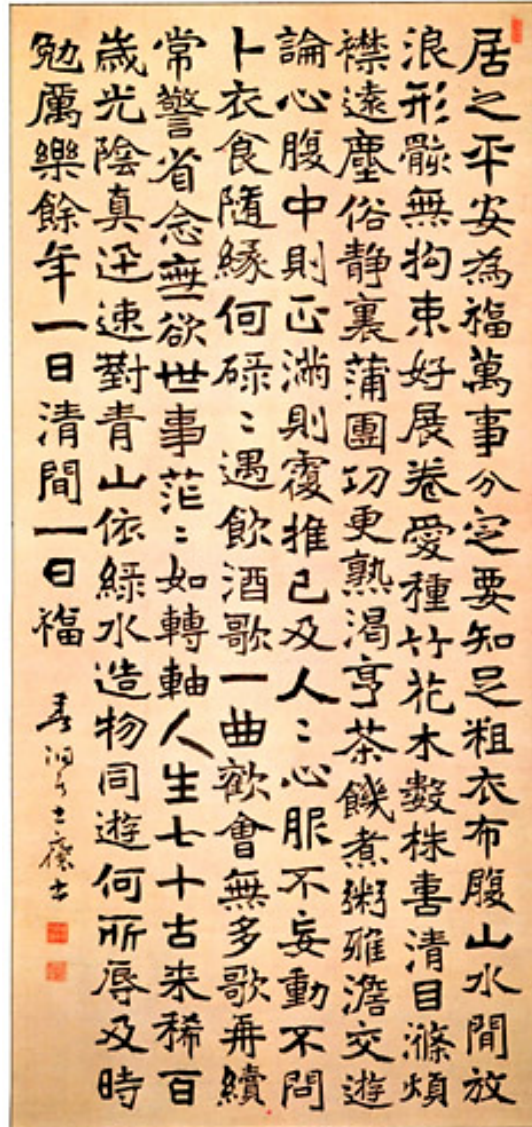 居之平安為福萬事分定要知足粗衣布腹山水間放
浪形骸無拘束好展卷愛種竹花木數株書清目滌煩
襟遠塵俗静裏蒲團功更熟渴亨茶饑煮粥雅澹交遊
論心腹中則正滿則覆推己及人〻心服不妄動不問
卜衣食隨緣何碌〻遇飲酒歌一曲歡會無多歌再續
常警省念無欲世事茫〻如轉軸人生七十古来稀百
歲光陰真迅速對青山依綠水造物同遊何所辱及時
勉厲樂餘年一日清間一日福